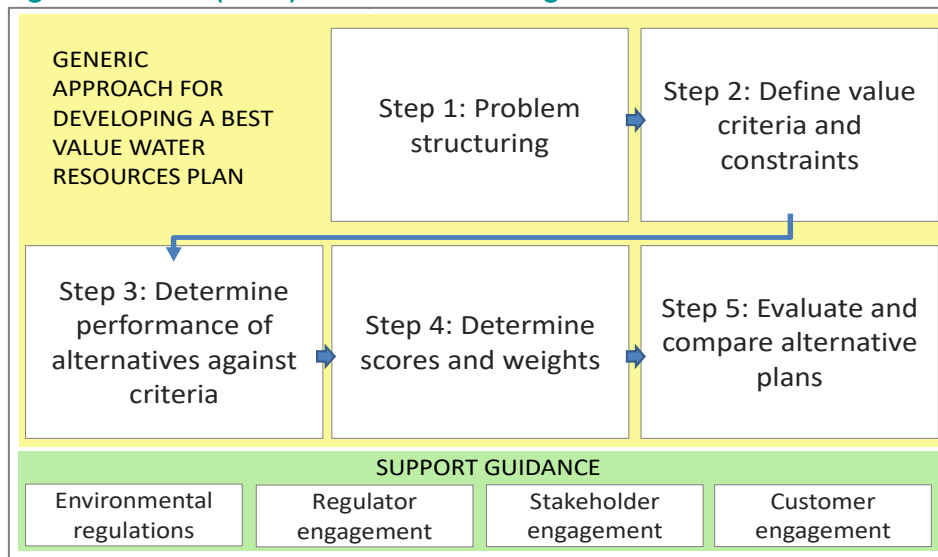 GENERIC
APPROACH FOR
DEVELOPING A BEST
VALUE WATER
RESOURCES PLAN
Step 1: Problem
structuring
Step 2: Define value
criteria and
constraints
Step 3: Determine
performance of
alternatives against
criteria
Step 4: Determine
scores and weights
Step 5: Evaluate and
compare alternative
plans
SUPPORT GUIDANCE
Environmental
regulations
Regulator
engagement
Stakeholder
engagement
Customer
engagement